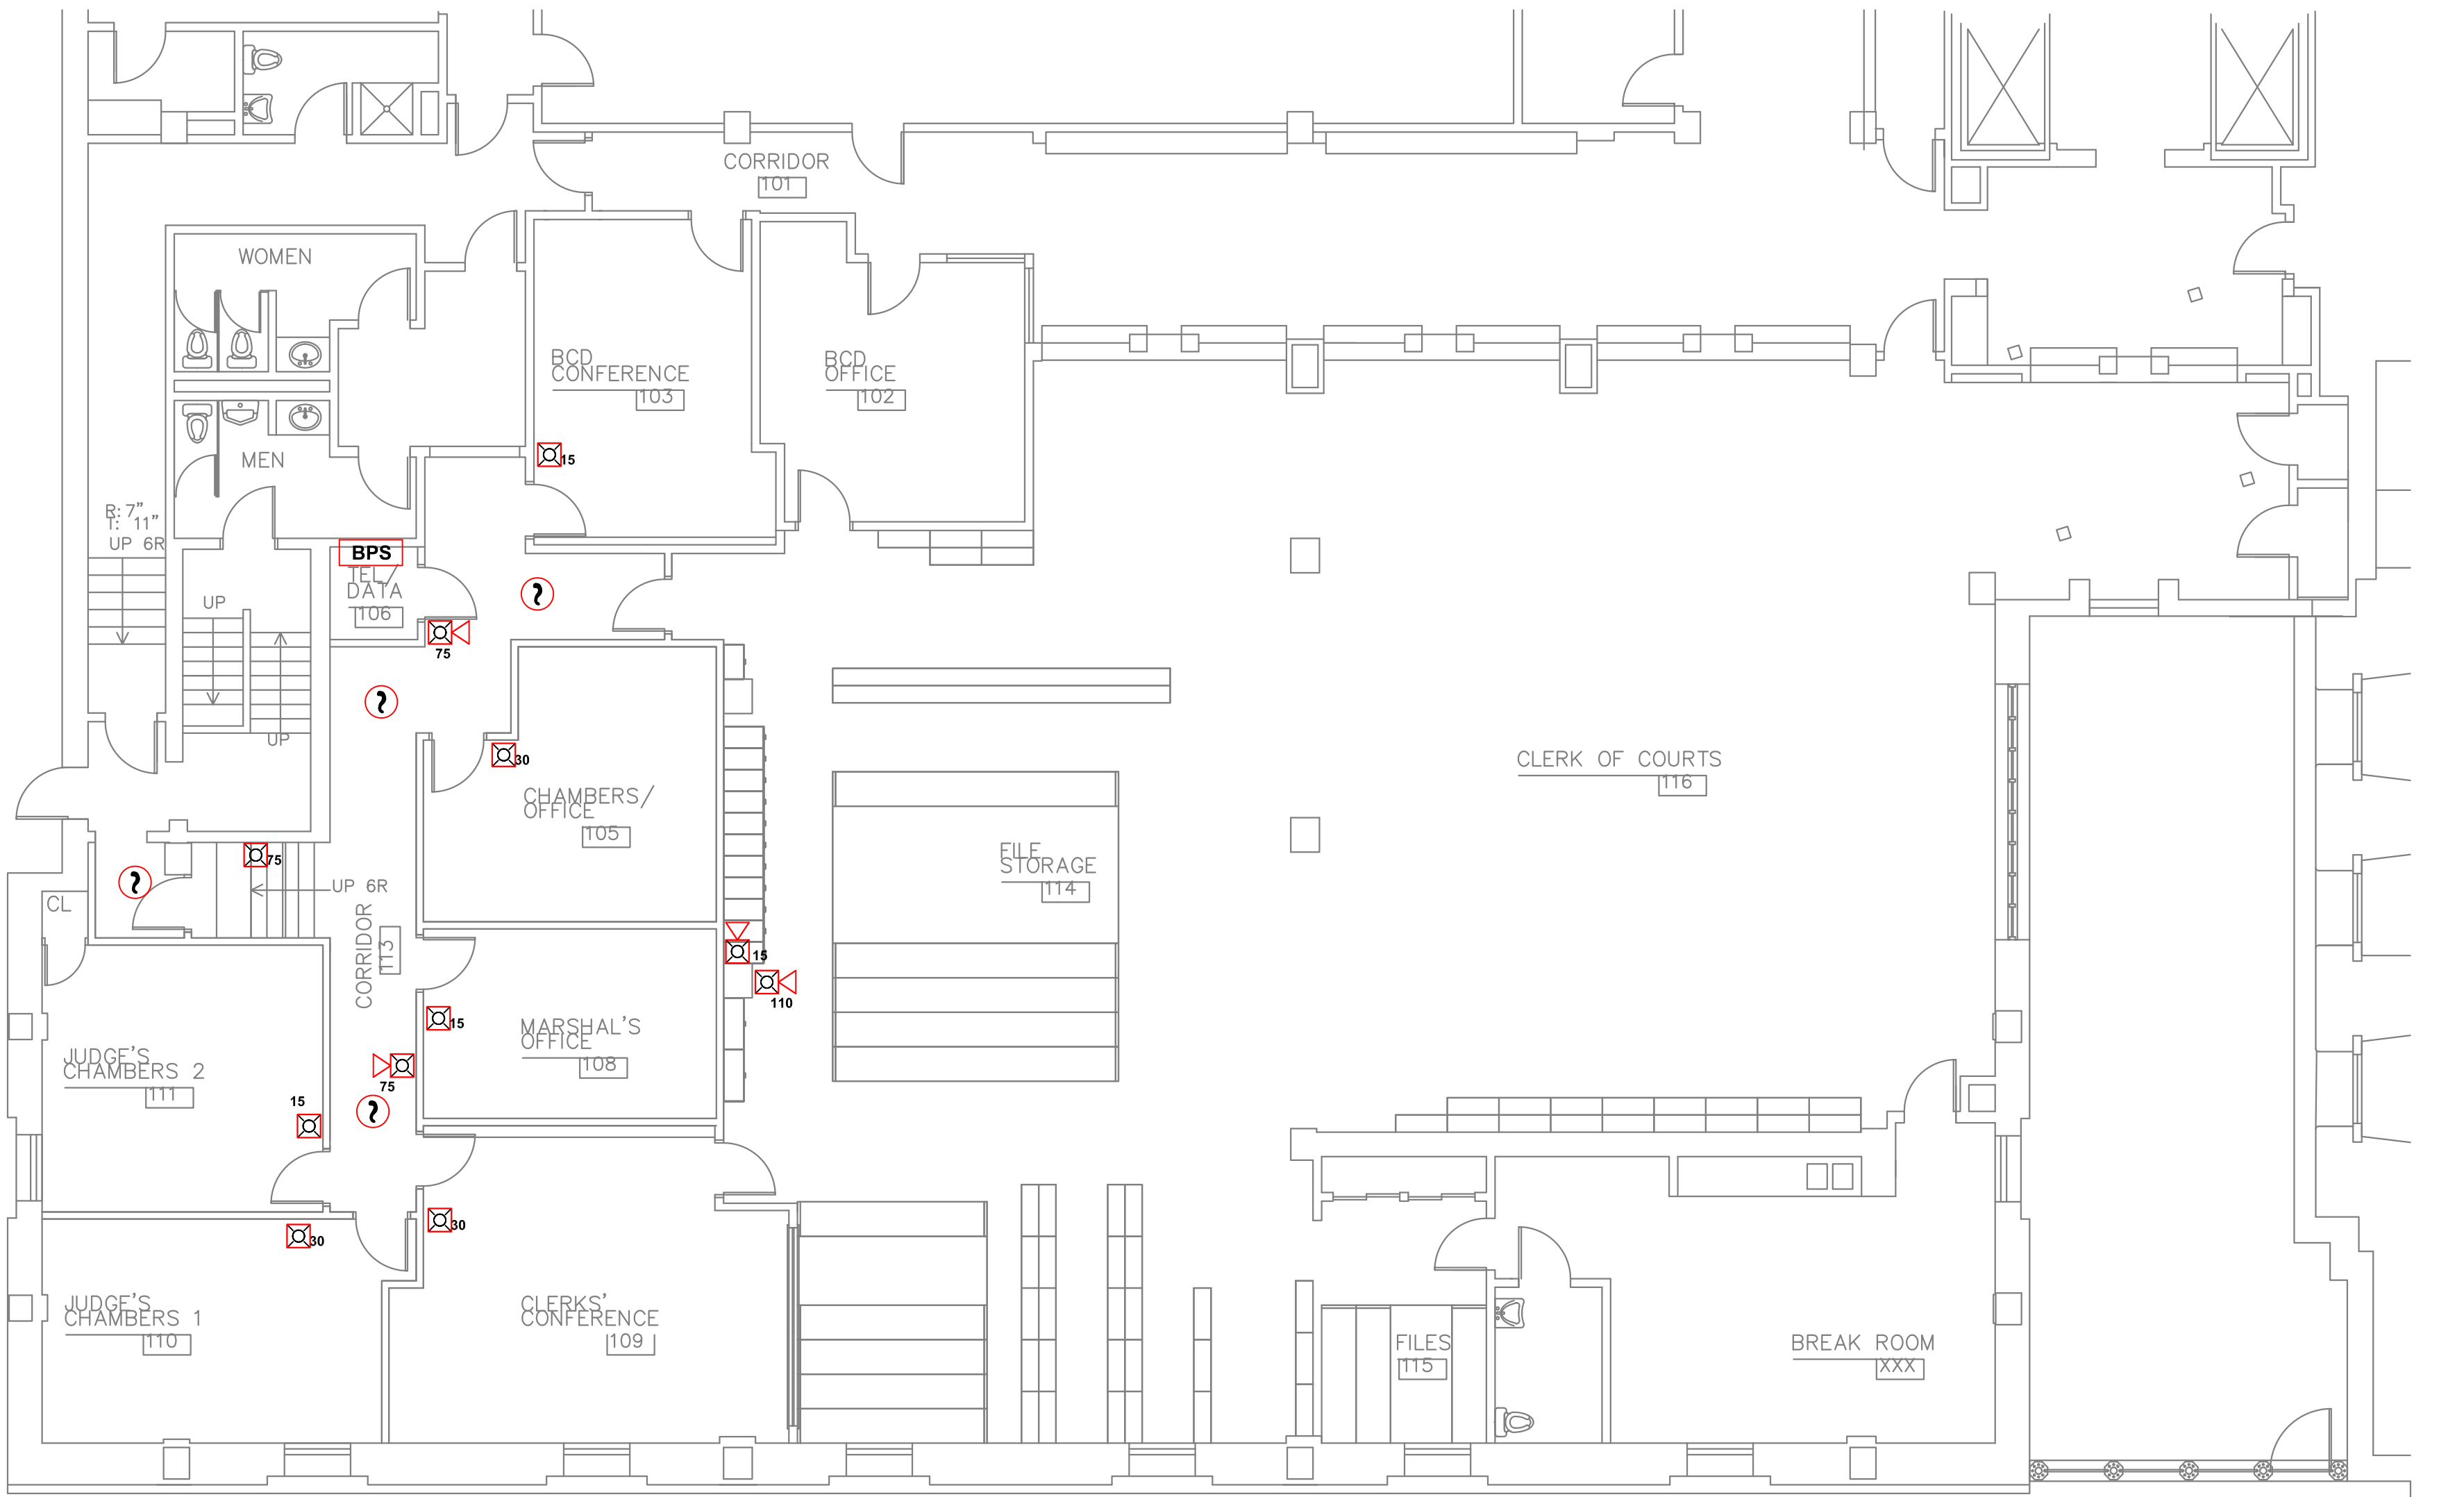 CORRIDOR
101
WOMEN
BCD
CONFERENCE
103
BCD
OFFICE
102
MEN
15
R: 7"
T: 11"
UP 6R
BPS
TEL/
DATA
106
UP
75
UP
30
CHAMBERS/
OFFICE
105
CLERK OF COURTS
116
FILE
STORAGE
114
75
UP 6R
CL
CORRIDOR
113
15
110
15
MARSHAL'S
OFFICE
108
JUDGE'S
CHAMBERS 2
111
75
15
30
30
JUDGE'S
CHAMBERS 1
110
CLERKS'
CONFERENCE
109
FILES
115
BREAK ROOM
XXX